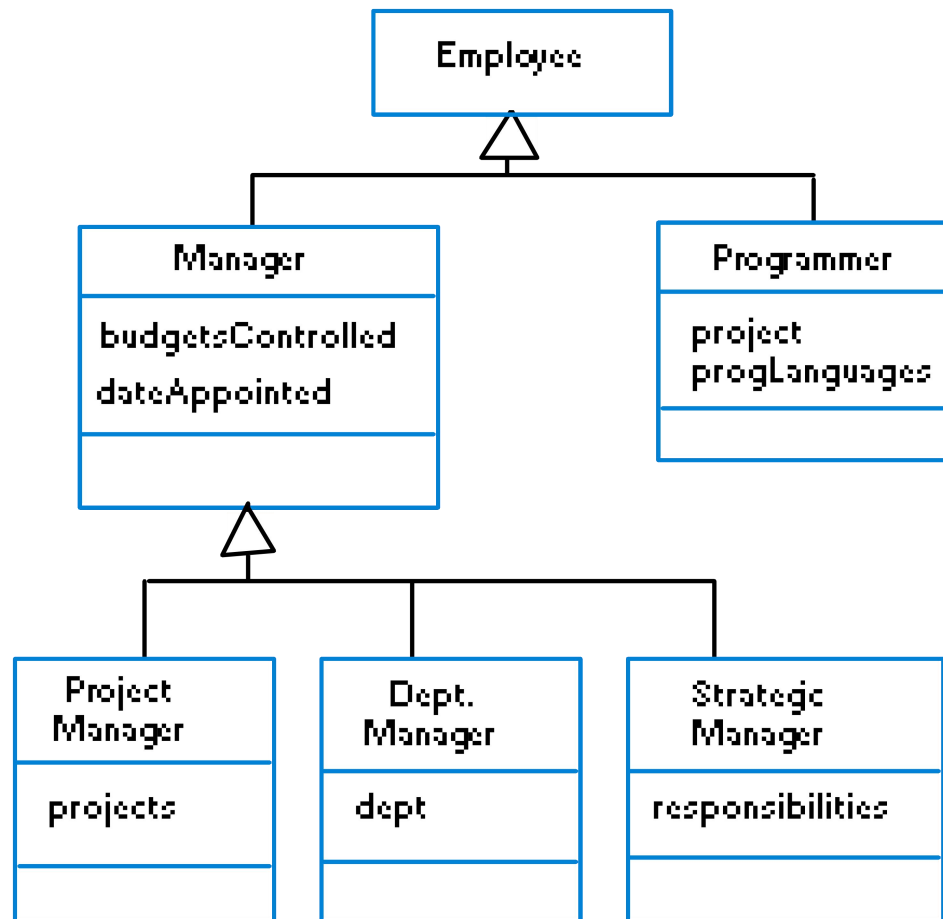 Employee
Manager
budgetsControlled
dateAppointed
Programmer
project
progLanguages
Project
Manager
projects
Dept.
Manager
dept
Strategic
Manager
responsibilities